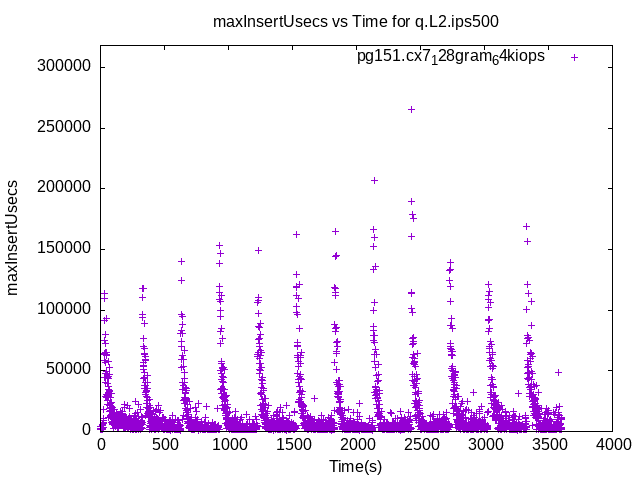 maxInsertUsecs vs Time for q.L2.ips500
pg151.cx7128gram64kiops
maxInsertUsecs
300000
250000
200000
150000
100000
50000
0
0 500 1000 1500 2000 2500 3000 3500 4000
Time(s)